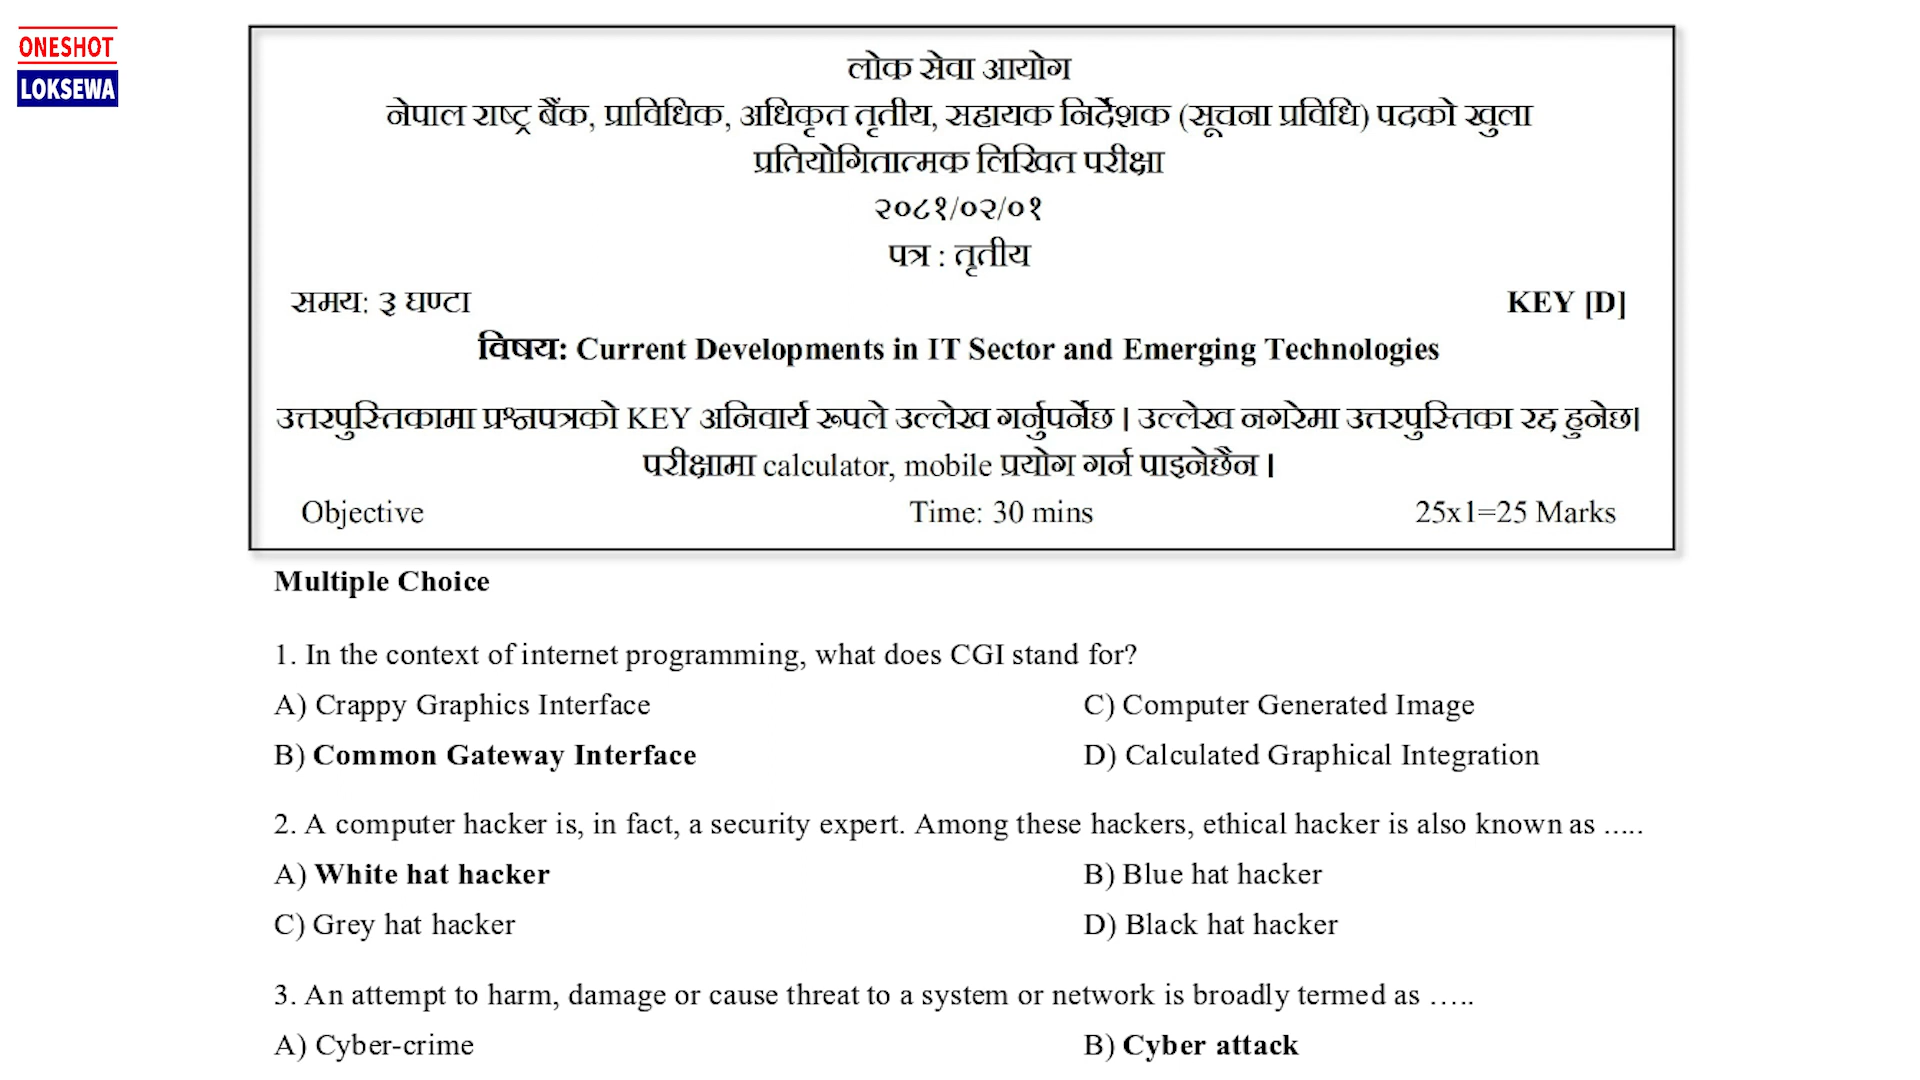 ONESHOT
LOKSEWA
लोक सेवा आयोग
नेपाल राष्ट्र बैंक, प्राविधिक, अधिकृत तृतीय, सहायक निर्देशक (सूचना प्रविधि) पदको खुला
प्रतियोगितात्मक लिखित परीक्षा
२०८१/०२/०१
पत्र : तृतीय
समय: ३ घण्टा KEY [D]
विषय: Current Developments in IT Sector and Emerging Technologies
उत्तरपुस्तिकामा प्रश्नपत्रको KEY अनिवार्य रूपले उल्लेख गर्नुपर्नेछ | उल्लेख नगरेमा उत्तरपुस्तिका रद्द हुनेछ|
परीक्षामा calculator, mobile प्रयोग गर्न पाइनेछैन |
Objective Time: 30 mins 25x1=25 Marks
Multiple Choice
1. In the context of internet programming, what does CGI stand for?
A) Crappy Graphics Interface C) Computer Generated Image
B) Common Gateway Interface D) Calculated Graphical Integration
2. A computer hacker is, in fact, a security expert. Among these hackers, ethical hacker is also known as .....
A) White hat hacker B) Blue hat hacker
C) Grey hat hacker D) Black hat hacker
3. An attempt to harm, damage or cause threat to a system or network is broadly termed as …..
A) Cyber-crime B) Cyber attack